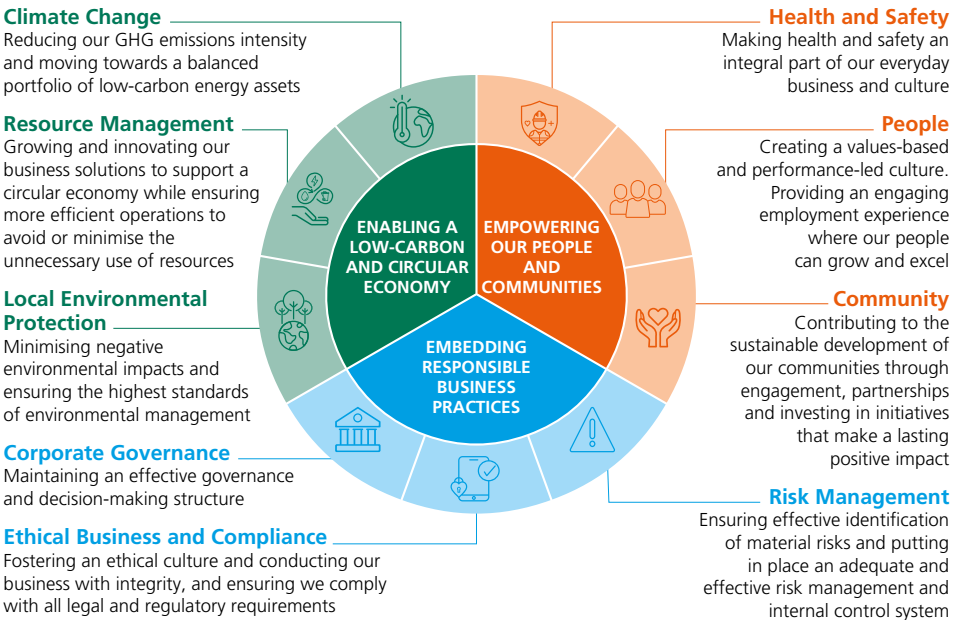 Climate Change
Reducing our GHG emissions intensity
and moving towards a balanced
portfolio of low-carbon energy assets
Resource Management
Growing and innovating our
business solutions to support a
circular economy while ensuring
more efficient operations to
avoid or minimise the
unnecessary use of resources
Local Environmental
Protection
Minimising negative
environmental impacts and
ensuring the highest standards
of environmental management
Corporate Governance
Maintaining an effective governance
and decision-making structure
Ethical Business and Compliance
Fostering an ethical culture and conducting our
business with integrity, and ensuring we comply
with all legal and regulatory requirements
ENABLING A
LOW-CARBON
AND CIRCULAR
ECONOMY
EMPOWERING
OUR PEOPLE
AND
COMMUNITIES
EMBEDDING
RESPONSIBLE
BUSINESS
PRACTICES
Health and Safety
Making health and safety an
integral part of our everyday
business and culture
People
Creating a values-based
and performance-led culture.
Providing an engaging
employment experience
where our people
can grow and excel
Community
Contributing to the
sustainable development of
our communities through
engagement, partnerships
and investing in initiatives
that make a lasting
positive impact
Risk Management
Ensuring effective identification
of material risks and putting
in place an adequate and
effective risk management and
internal control system